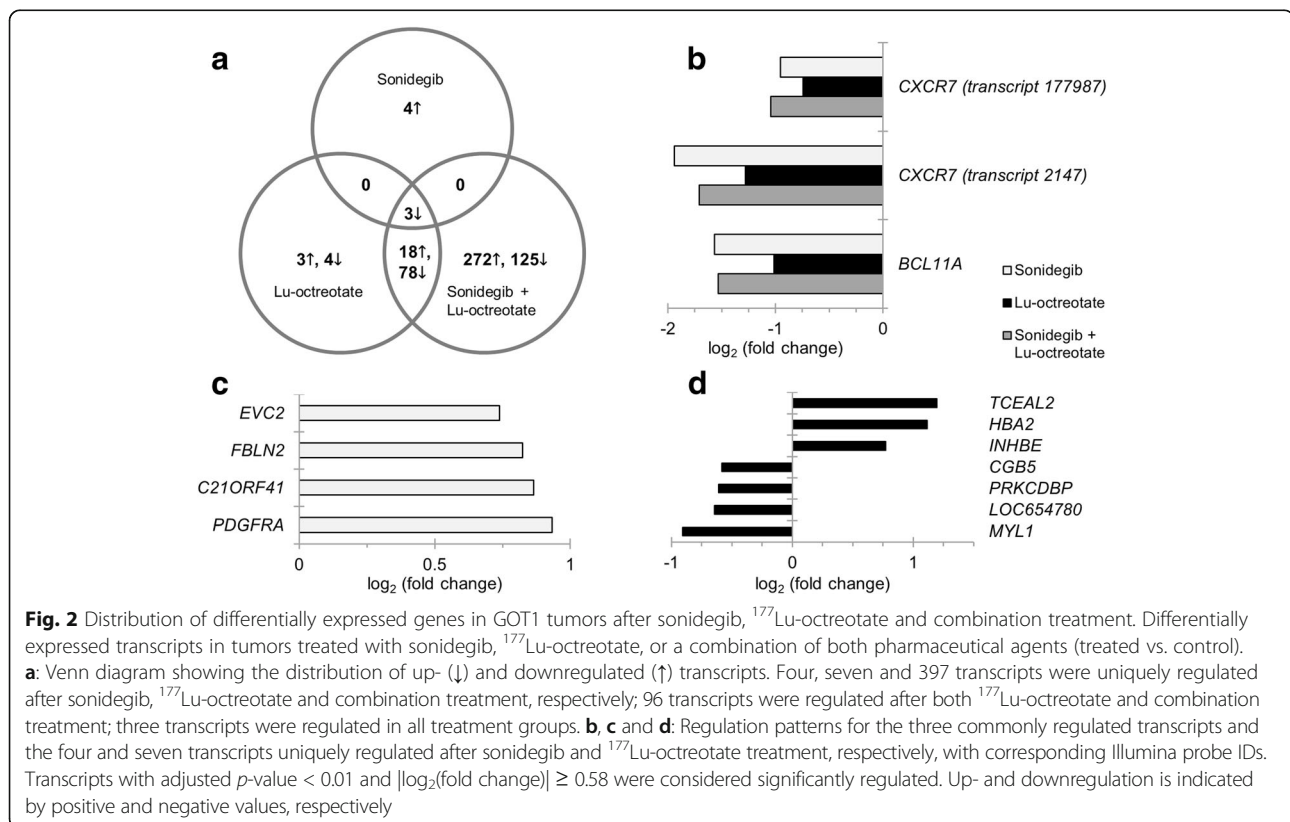 a
Sonidegib
4↑
0
0
3↓
3↑, 4↓
18↑,
78↓
272↑, 125↓
Lu-octreotate
Sonidegib +
Lu-octreotate
b
CXCR7 (transcript 177987)
CXCR7 (transcript 2147)
BCL11A
Sonidegib
Lu-octreotate
Sonidegib +
Lu-octreotate
-2
-1
0
log₂ (fold change)
c
EVC2
FBLN2
C21ORF41
PDGFRA
0
0.5
1
log₂ (fold change)
d
TCEAL2
HBA2
INHBE
CGB5
PRKCDBP
LOC654780
MYL1
-1
0
1
log₂ (fold change)
Fig. 2 Distribution of differentially expressed genes in GOT1 tumors after sonidegib, ¹⁷⁷Lu-octreotate and combination treatment. Differentially
expressed transcripts in tumors treated with sonidegib, ¹⁷⁷Lu-octreotate, or a combination of both pharmaceutical agents (treated vs. control).
a: Venn diagram showing the distribution of up- (↓) and downregulated (↑) transcripts. Four, seven and 397 transcripts were uniquely regulated
after sonidegib, ¹⁷⁷Lu-octreotate and combination treatment, respectively; 96 transcripts were regulated after both ¹⁷⁷Lu-octreotate and combination
treatment; three transcripts were regulated in all treatment groups. b, c and d: Regulation patterns for the three commonly regulated transcripts and
the four and seven transcripts uniquely regulated after sonidegib and ¹⁷⁷Lu-octreotate treatment, respectively, with corresponding Illumina probe IDs.
Transcripts with adjusted p-value < 0.01 and |log₂(fold change)| ≥ 0.58 were considered significantly regulated. Up- and downregulation is indicated
by positive and negative values, respectively